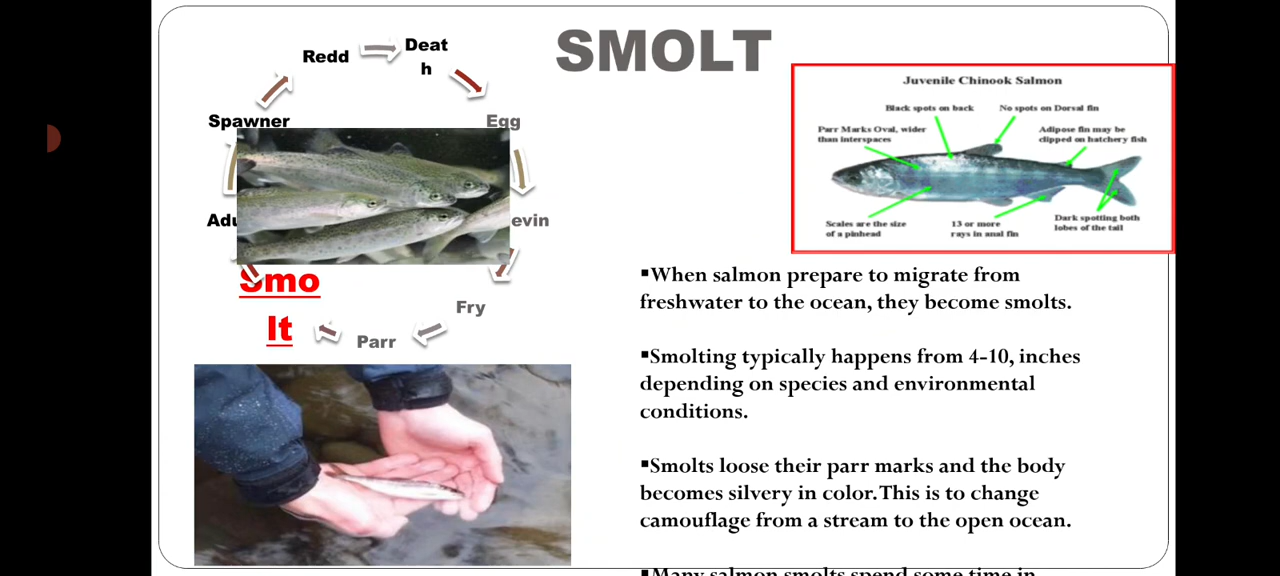 SMOLT
Redd
Deat
h
Spawner
Egg
Adu
evin
Smo
lt
Fry
Parr
Juvenile Chinook Salmon
Black spots on back
No spots on Dorsal fin
Parr Marks Oval, wider
than interspaces
Adipose fin may be
clipped on hatchery fish
Scales are the size
of a pinhead
13 or more
rays in anal fin
Dark spotting both
lobes of the tail
▪When salmon prepare to migrate from
freshwater to the ocean, they become smolts.
▪Smolting typically happens from 4-10, inches
depending on species and environmental
conditions.
▪Smolts loose their parr marks and the body
becomes silvery in color. This is to change
camouflage from a stream to the open ocean.
▪Many salmon smolts spend some time in